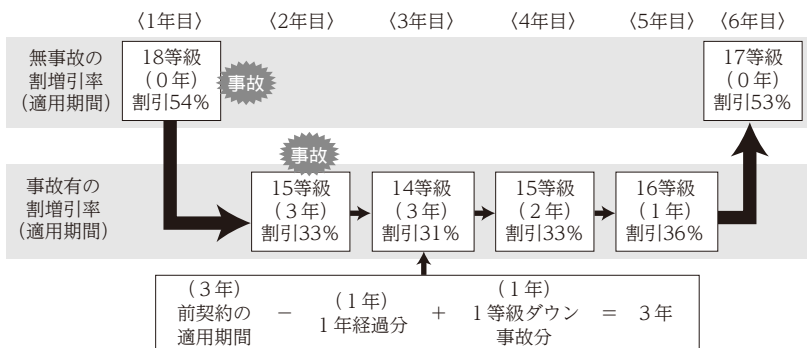 〈1年目〉 〈2年目〉 〈3年目〉 〈4年目〉 〈5年目〉 〈6年目〉
無事故の
割増引率
（適用期間）
18等級
（０年）
割引54%
事故
17等級
（０年）
割引53%
事故有の
割増引率
（適用期間）
事故
15等級
（３年）
割引33%
14等級
（３年）
割引31%
15等級
（２年）
割引33%
16等級
（１年）
割引36%
（３年）
前契約の
適用期間
−
（１年）
１年経過分
＋
（１年）
１等級ダウン
事故分
＝ ３年